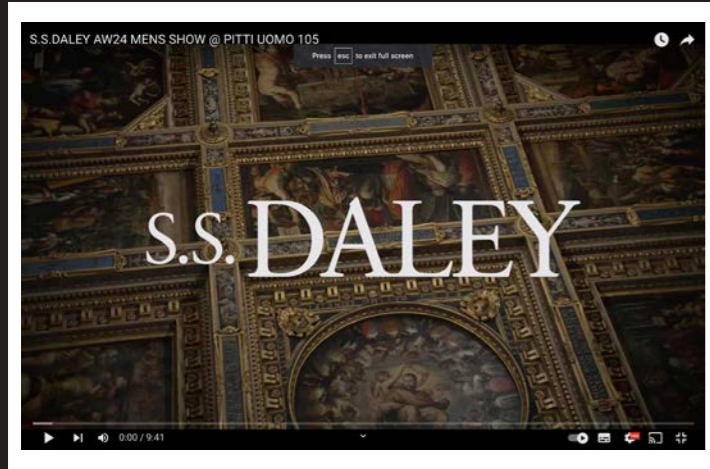 S.S.DALEY AW24 MENS SHOW @ PITTI UOMO 105
Press esc to exit full screen
S.S. DALEY
0:00 / 9:41